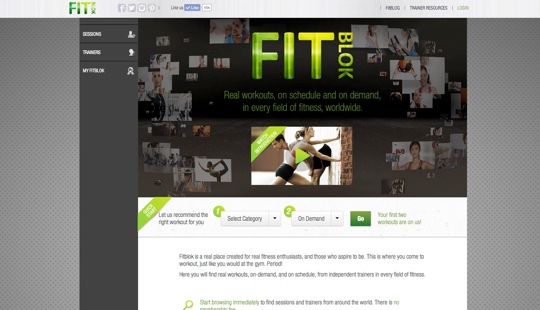 FIT BLOK
Like us Like
FIBLOG | TRAINER RESOURCES | LOGIN
SESSIONS
TRAINERS
MY FITBLOK
FIT BLOK
Real workouts, on schedule and on demand,
in every field of fitness, worldwide.
Let us recommend the
right workout for you
1 Select Category
2 On Demand
Go
Your first two
workouts are on us!
Fitblok is a real place created for real fitness enthusiasts, and those who aspire to be. This is where you come to
workout, just like you would at the gym. Period!
Here you will find real workouts, on-demand, and on schedule, from independent trainers in every field of fitness.
Start browsing immediately to find sessions and trainers from around the world. There is no
membership fee